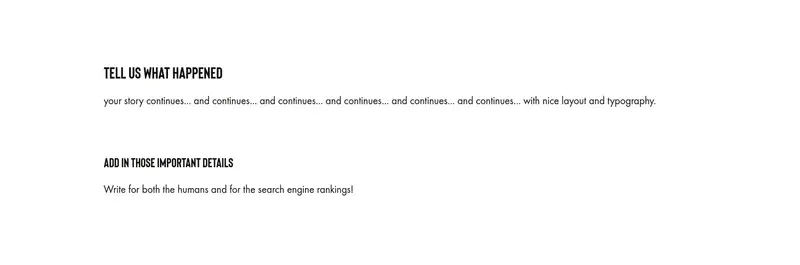 TELL US WHAT HAPPENED
your story continues... and continues... and continues... and continues... and continues... and continues... with nice layout and typography.
ADD IN THOSE IMPORTANT DETAILS
Write for both the humans and for the search engine rankings!